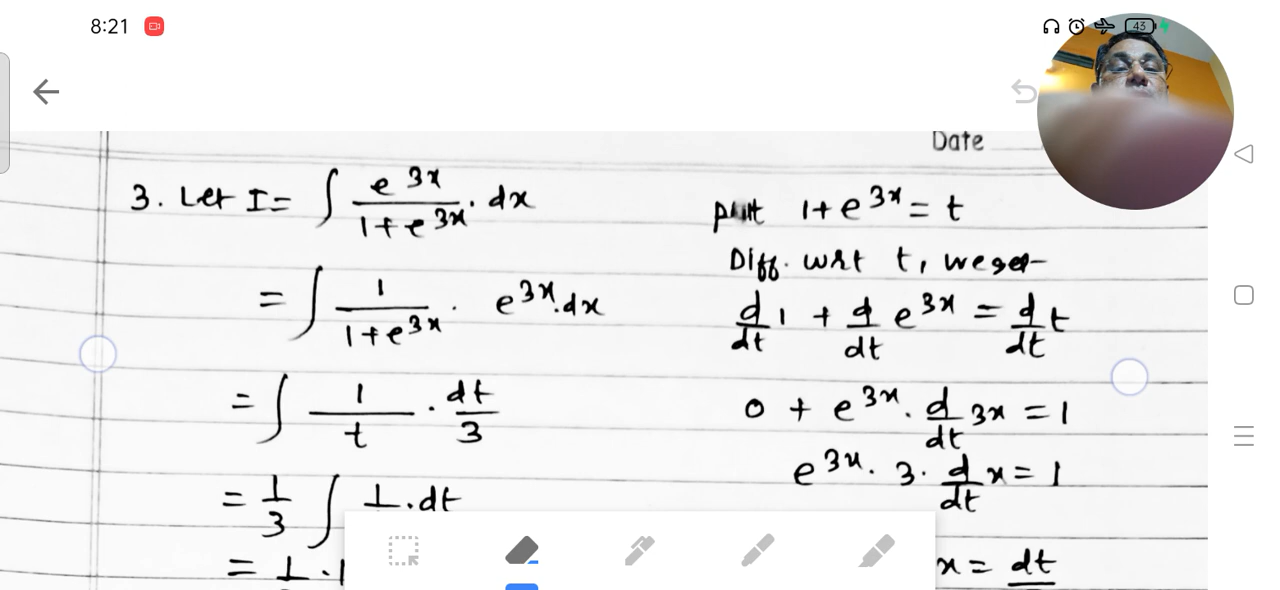 8:21
43
Date
3. Let I = ∫ e^3x / 1+e^3x . dx
= ∫ 1 / 1+e^3x . e^3x.dx
= ∫ 1 / t . dt / 3
= 1/3 ∫ 1 .dt
= 1 . 1
put 1+e^3x = t
Diff. wrt t, we get
d/dt 1 + d/dt e^3x = d/dt t
0 + e^3x. d/dt 3x = 1
e^3x. 3. d/dt x = 1
x = dt